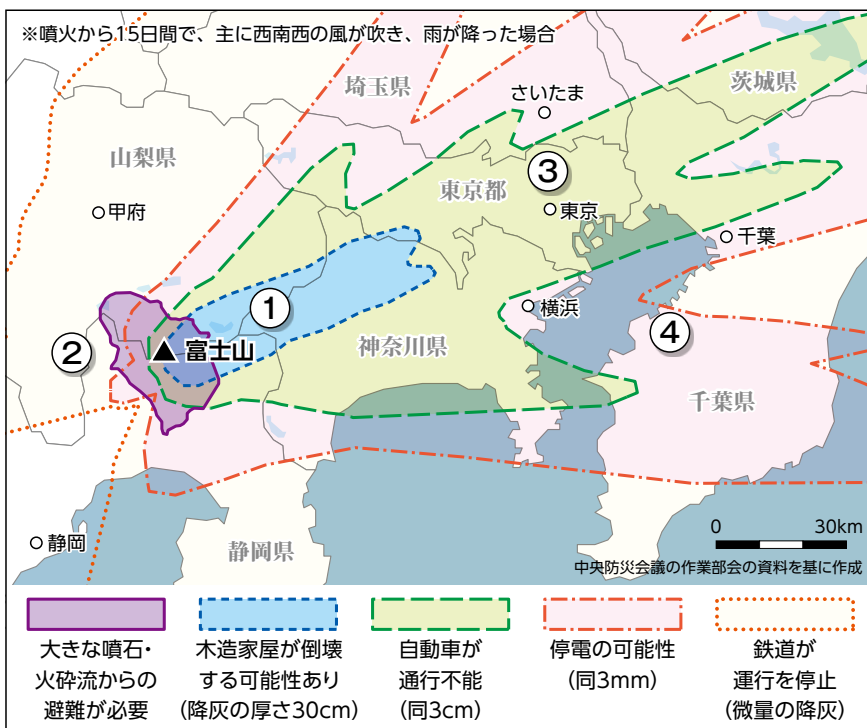 ※噴火から15日間で、主に西南西の風が吹き、雨が降った場合
埼玉県
さいたま
茨城県
山梨県
③
東京都
甲府
東京
千葉
①
横浜
②
富士山
④
神奈川県
千葉県
静岡
静岡県
0 30km
中央防災会議の作業部会の資料を基に作成
大きな噴石・
火砕流からの
避難が必要
木造家屋が倒壊
する可能性あり
(降灰の厚さ30cm)
自動車が
通行不能
(同3cm)
停電の可能性
(同3mm)
鉄道が
運行を停止
(微量の降灰)